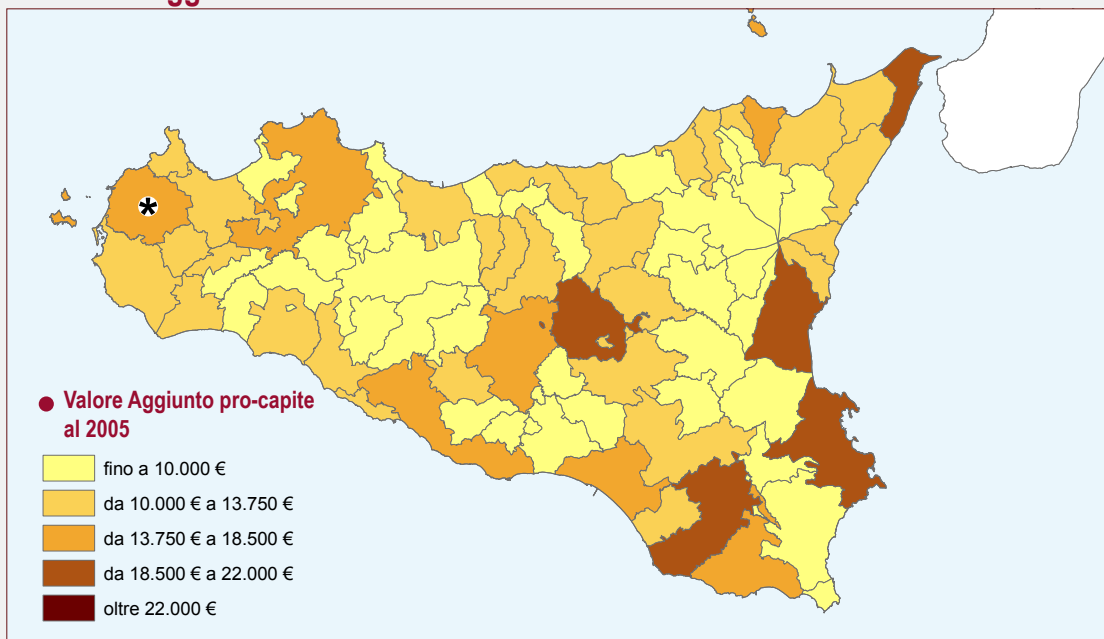 Valore Aggiunto pro-capite
al 2005
fino a 10.000 €
da 10.000 € a 13.750 €
da 13.750 € a 18.500 €
da 18.500 € a 22.000 €
oltre 22.000 €
*